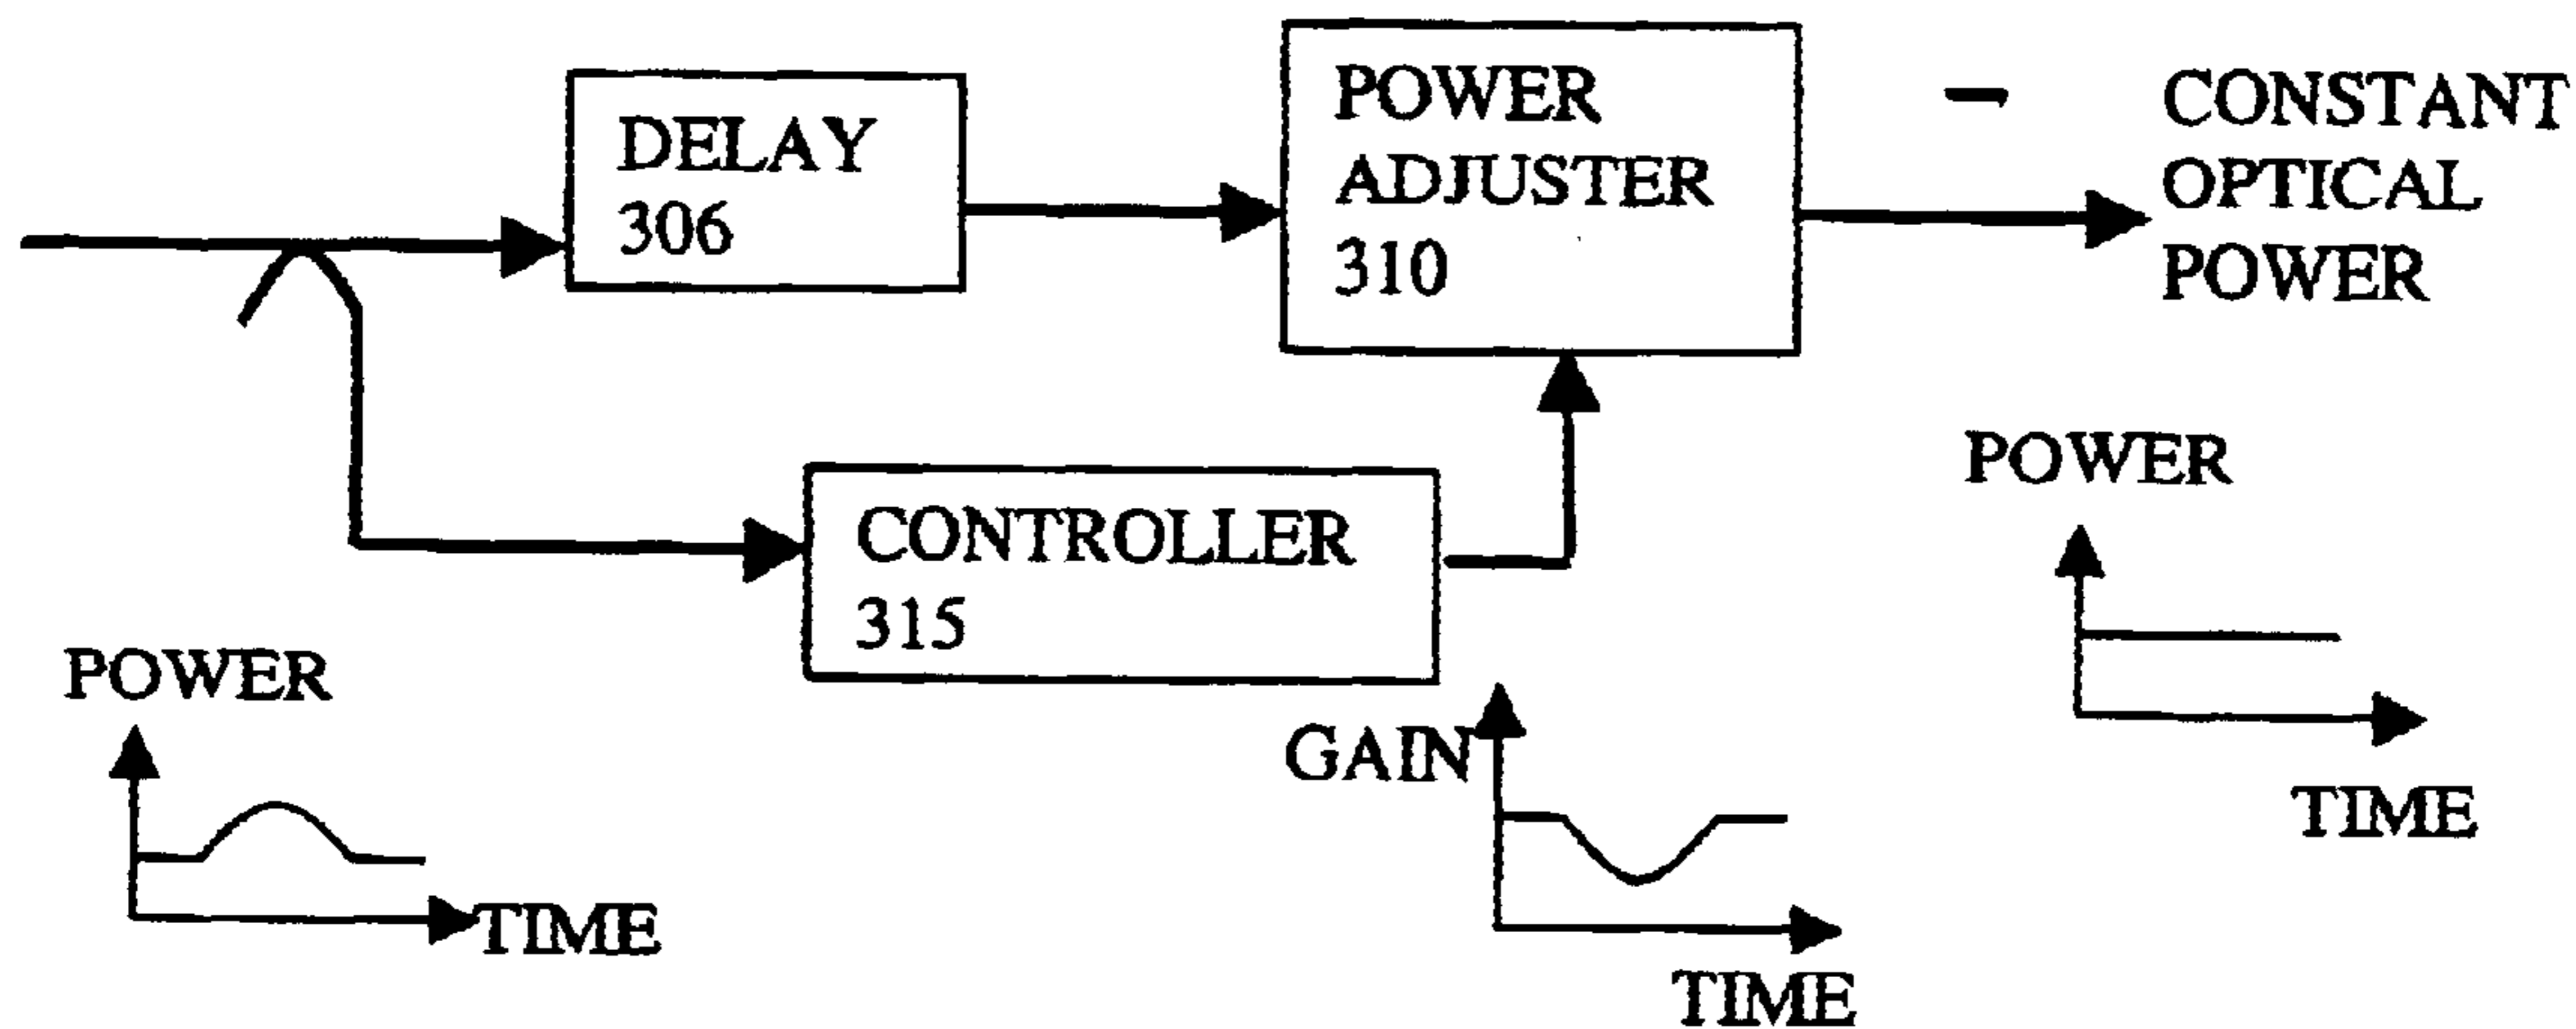 DELAY
306
POWER
ADJUSTER
310
CONSTANT
OPTICAL
POWER
CONTROLLER
315
POWER
TIME
GAIN
TIME
POWER
TIME